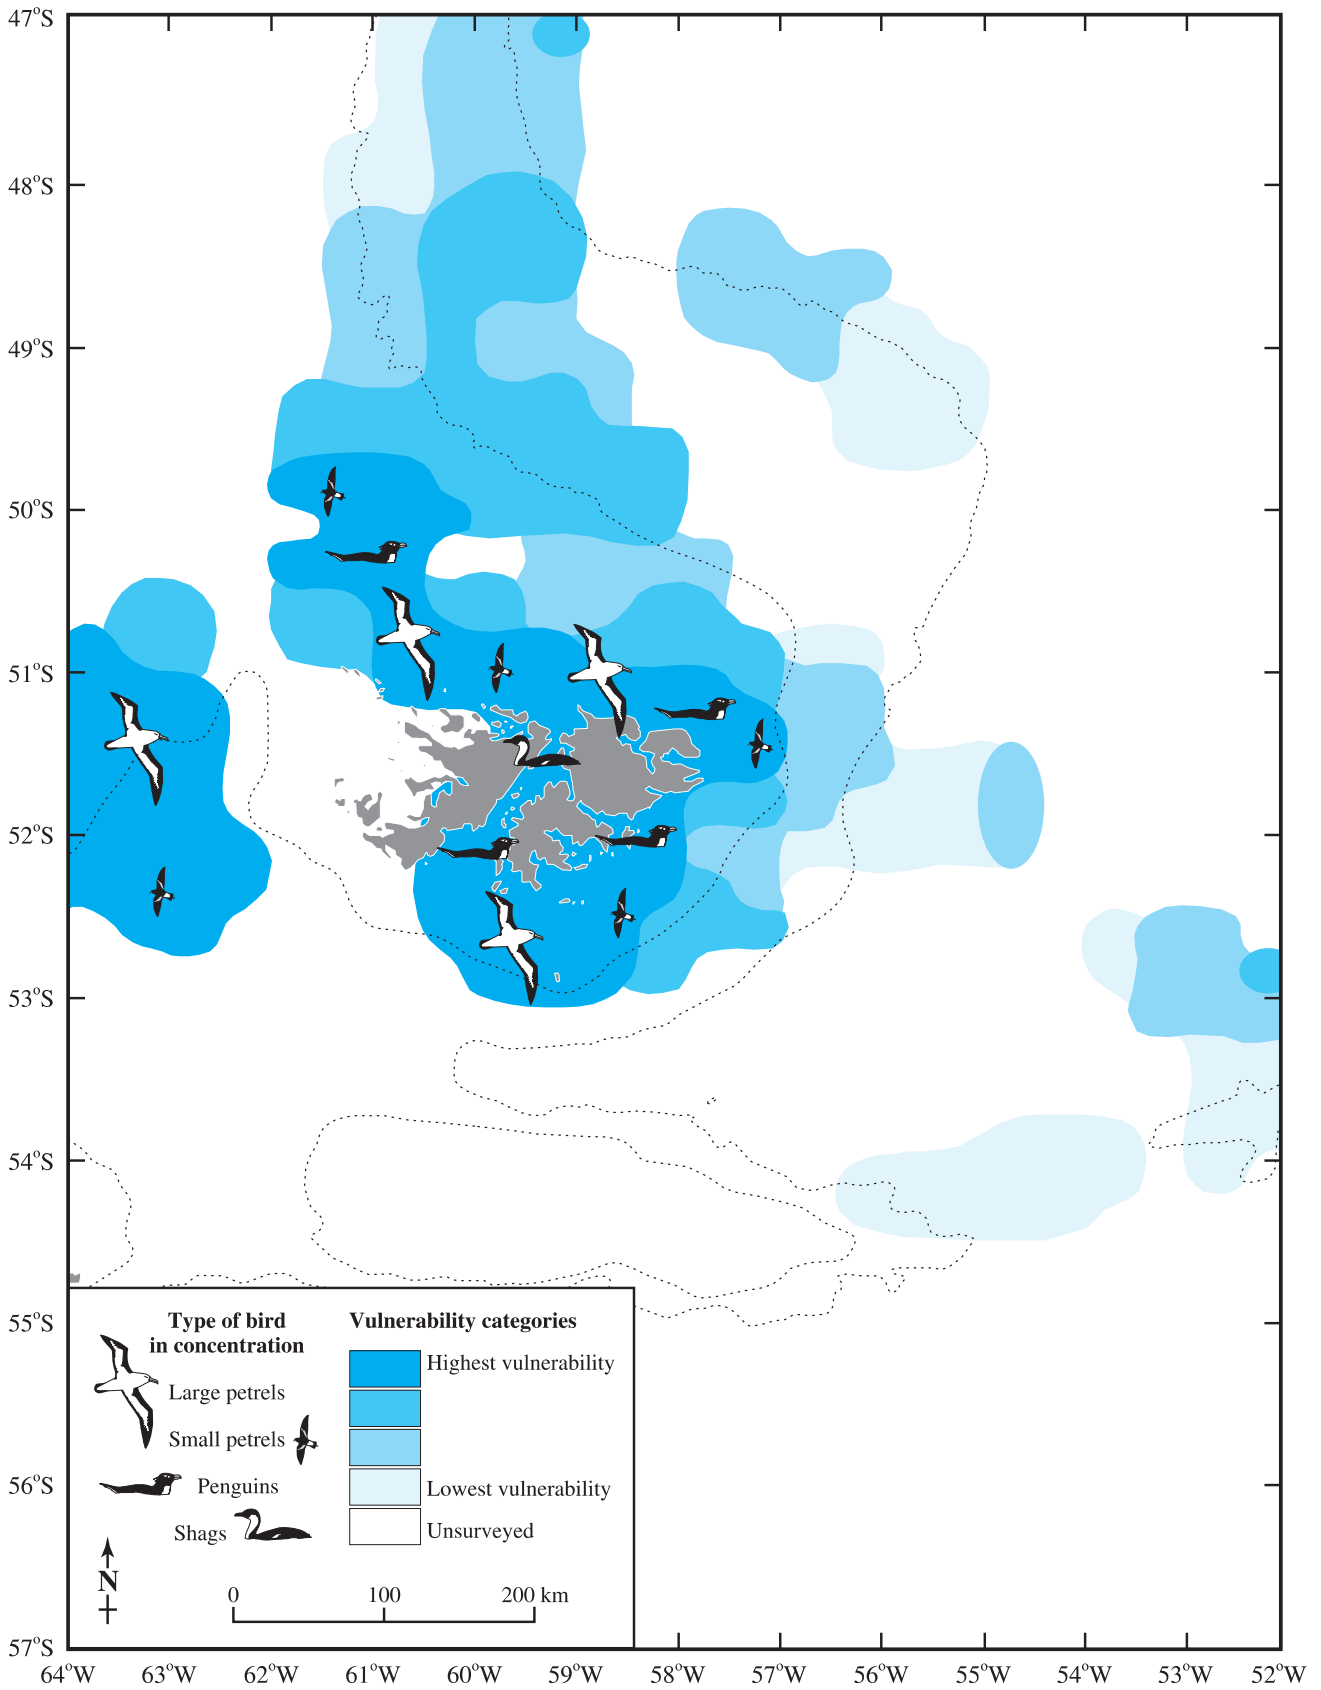 47°S
48°S
49°S
50°S
51°S
52°S
53°S
54°S
55°S
56°S
57°S
Type of bird
in concentration
Large petrels
Small petrels
Penguins
Shags
N
Vulnerability categories
Highest vulnerability
Lowest vulnerability
Unsurveyed
0 100 200 km
64°W 63°W 62°W 61°W 60°W 59°W 58°W 57°W 56°W 55°W 54°W 53°W 52°W